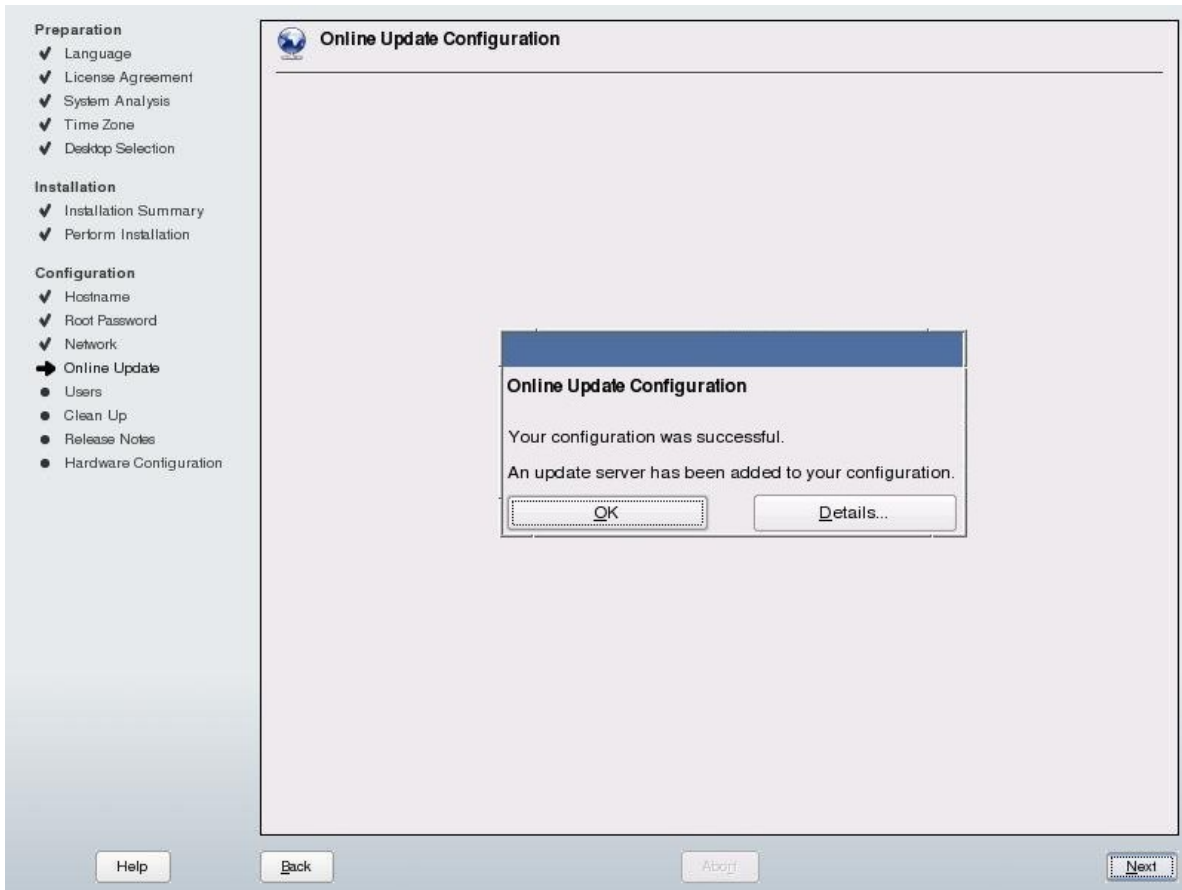 Preparation
Language
License Agreement
System Analysis
Time Zone
Desktop Selection
Installation
Installation Summary
Perform Installation
Configuration
Hostname
Root Password
Network
Online Update
Users
Clean Up
Release Notes
Hardware Configuration
Online Update Configuration
Online Update Configuration
Your configuration was successful.
An update server has been added to your configuration.
OK
Details...
Help
Back
Abort
Next